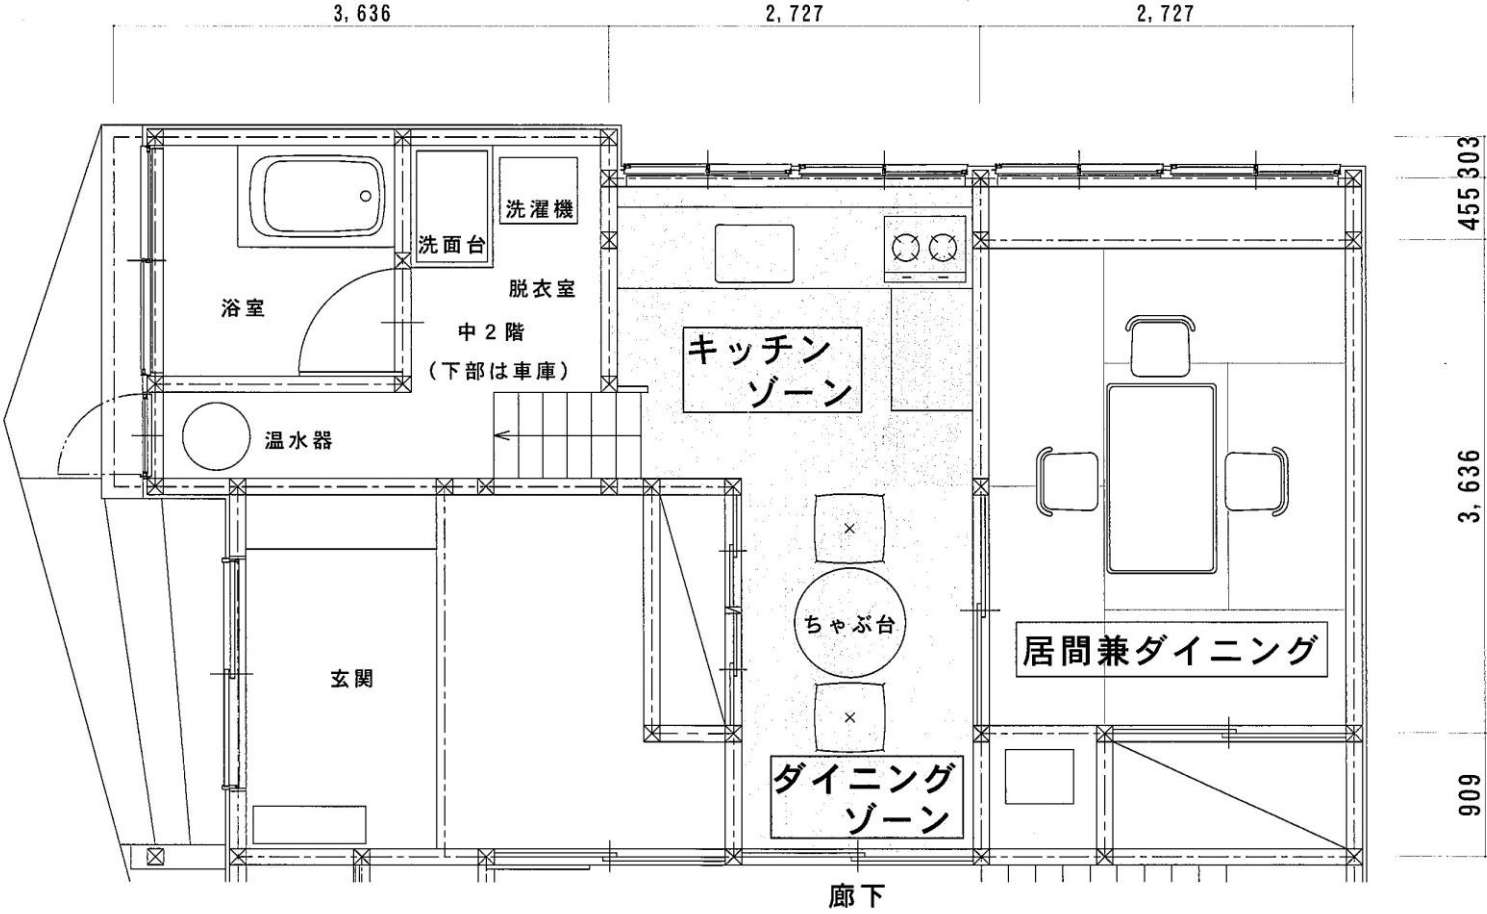 3,636
2,727
2,727
303
455
3,636
909
洗濯機
洗面台
脱衣室
浴室
中2階
(下部は車庫)
温水器
キッチン
ゾーン
ちゃぶ台
居間兼ダイニング
玄関
ダイニング
ゾーン
廊下